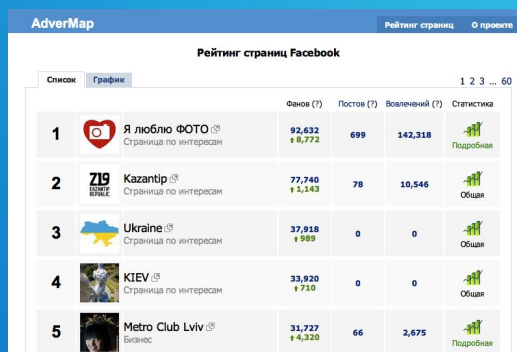 AdverMap
Рейтинг страниц О проекте
Рейтинг страниц Facebook
Список График
1 2 3 ... 60
Фанов (?) Постов (?) Вовлечений (?) Статистика
1 Я люблю ФОТО 92,632 699 142,318
Страница по интересам 8,772 Подробная
2 Z19 KAZANTIP REPUBLIC Kazantip 77,740 78 10,546
Страница по интересам 1,143 Общая
3 Ukraine 37,918 0 0
Страница по интересам 989 Общая
4 KIEV 33,920 0 0
Страница по интересам 710 Общая
5 Metro Club Lviv 31,727 66 2,675
Бизнес 4,320 Подробная